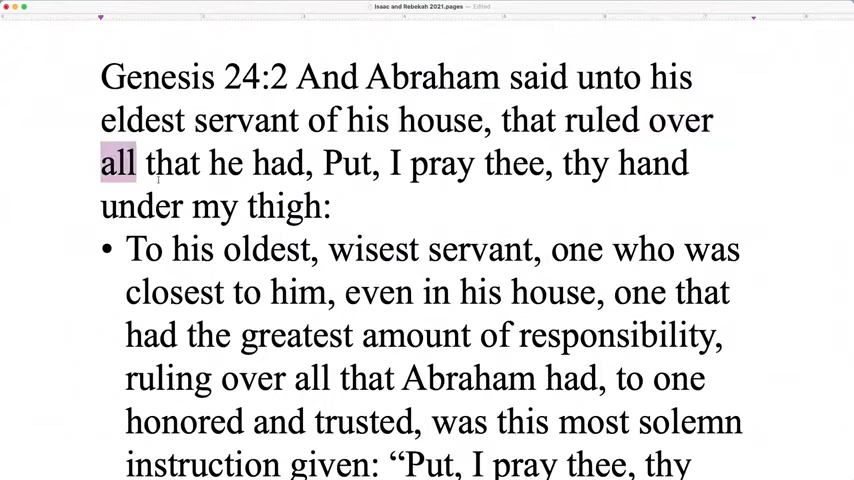 Isaac and Rebekah 2021.pages — Edited
Genesis 24:2 And Abraham said unto his
eldest servant of his house, that ruled over
all that he had, Put, I pray thee, thy hand
under my thigh:
• To his oldest, wisest servant, one who was
closest to him, even in his house, one that
had the greatest amount of responsibility,
ruling over all that Abraham had, to one
honored and trusted, was this most solemn
instruction given: “Put, I pray thee, thy